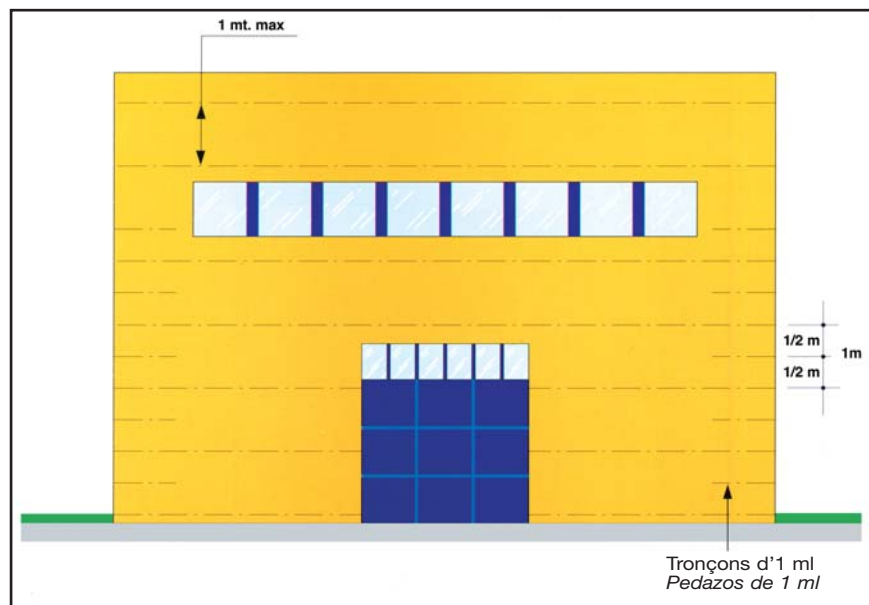 1 mt. max
1/2 m
1m
1/2 m
Tronçons d'1 ml
Pedazos de 1 ml